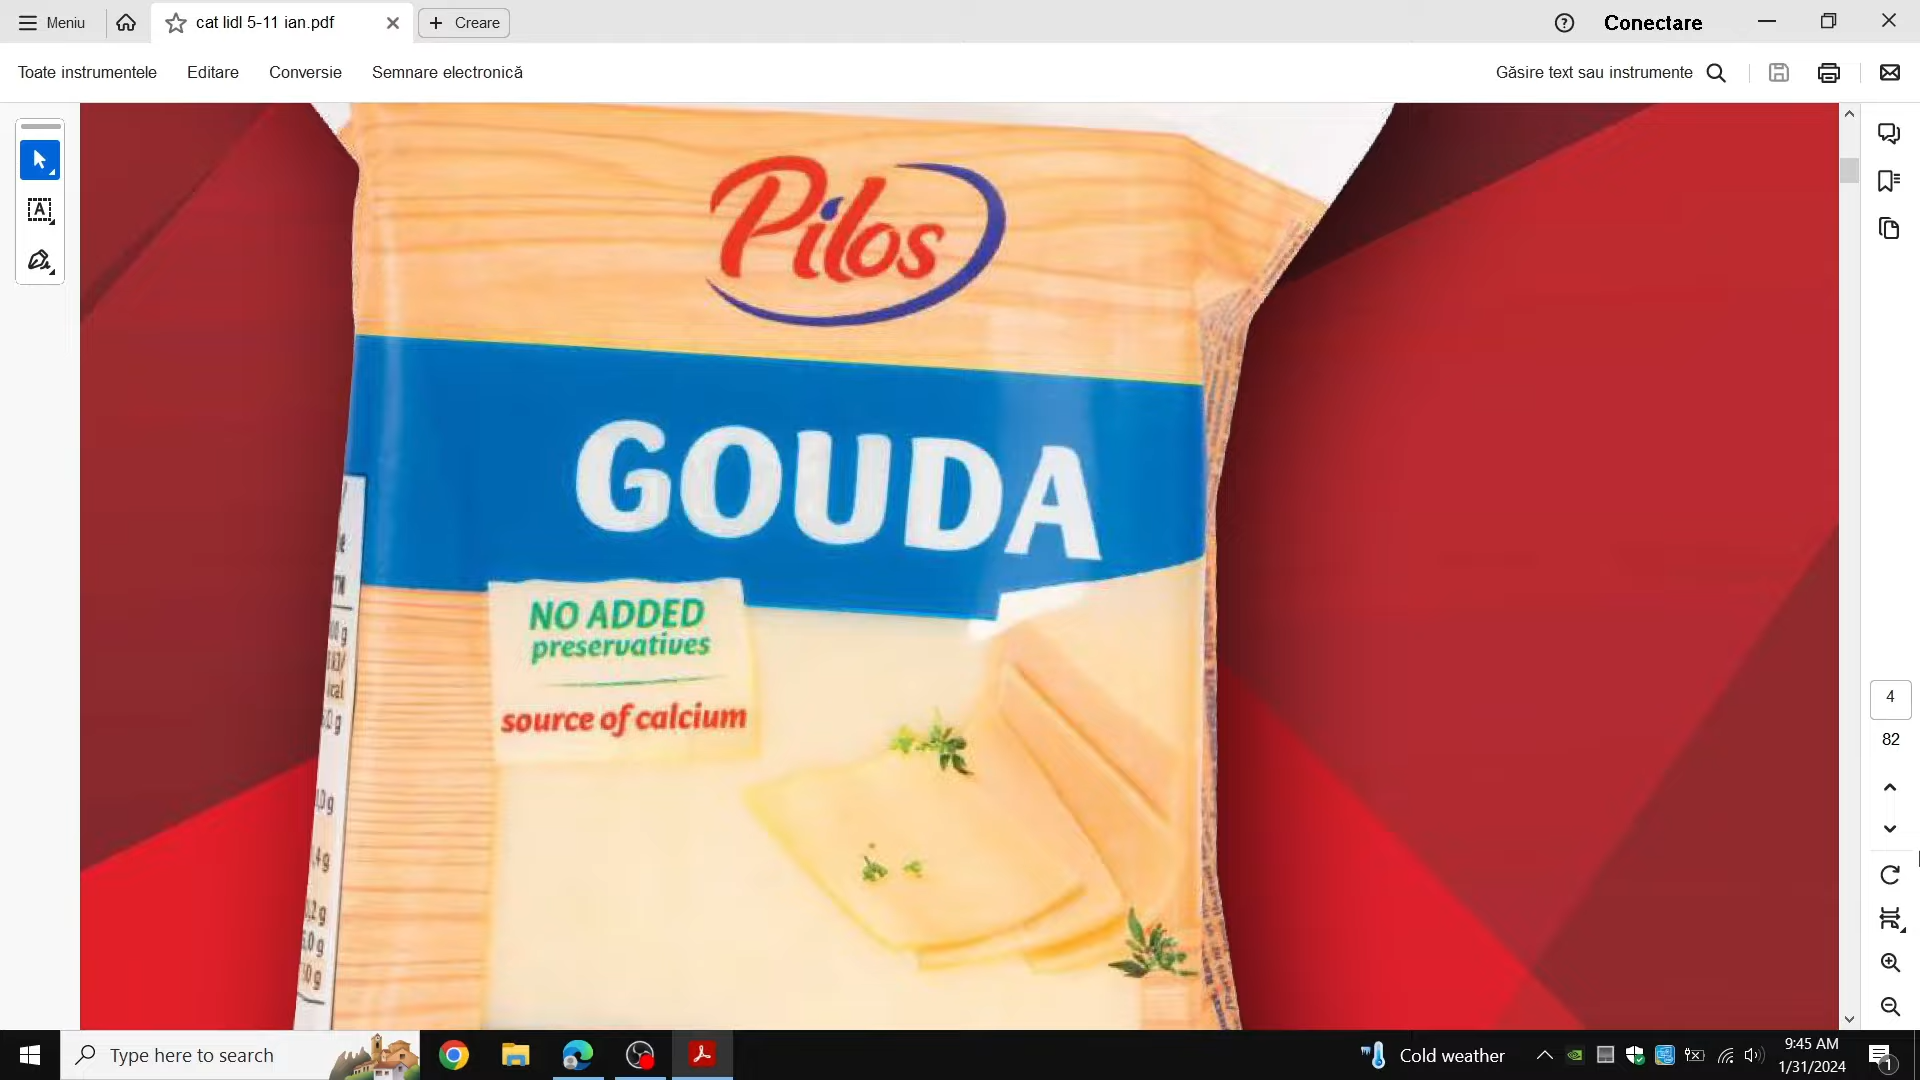 Meniu
cat lidl 5-11 ian.pdf
Creare
Conectare
Toate instrumentele
Editare
Conversie
Semnare electronică
Găsire text sau instrumente
Pilos
GOUDA
NO ADDED
preservatives
source of calcium
4
82
Type here to search
Cold weather
9:45 AM
1/31/2024
1